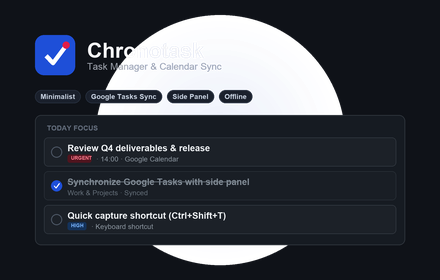 Task Manager & Calendar Sync
Minimalist
Google Tasks Sync
Side Panel
Offline
TODAY FOCUS
Review Q4 deliverables & release
URGENT · 14:00 · Google Calendar
Synchronize Google Tasks with side panel
Work & Projects · Synced
Quick capture shortcut (Ctrl+Shift+T)
HIGH · Keyboard shortcut